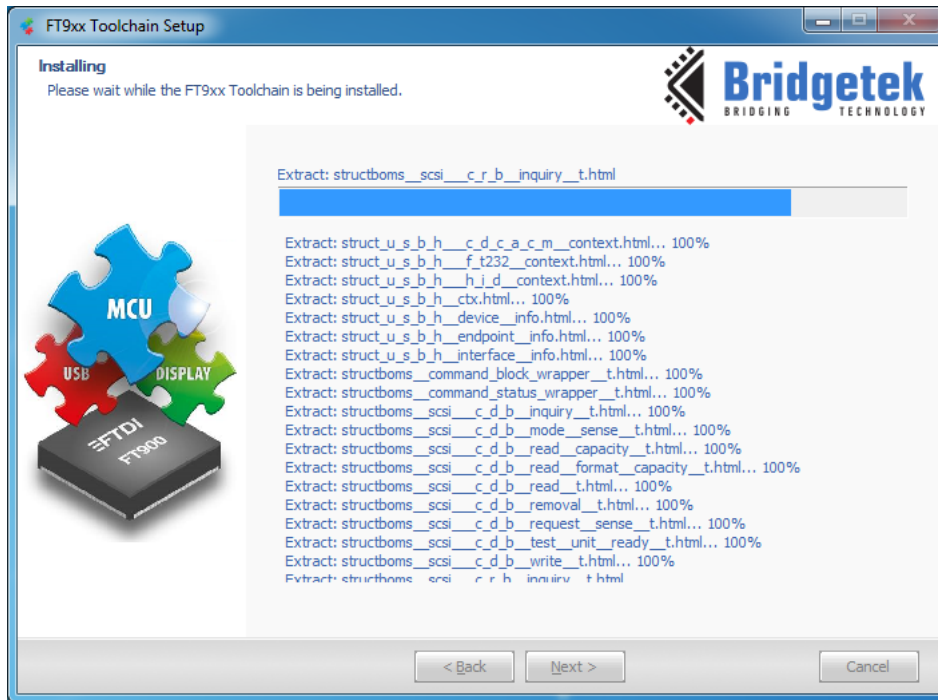 FT9xx Toolchain Setup
Installing
Please wait while the FT9xx Toolchain is being installed.
Bridgetek
BRIDGING TECHNOLOGY
Extract: structboms__scsi___c_r_b__inquiry__t.html
Extract: struct_u_s_b_h___c_d_c_a_c_m__context.html... 100%
Extract: struct_u_s_b_h___f_t232__context.html... 100%
Extract: struct_u_s_b_h___h_i_d__context.html... 100%
Extract: struct_u_s_b_h__ctx.html... 100%
Extract: struct_u_s_b_h__device__info.html... 100%
Extract: struct_u_s_b_h__endpoint__info.html... 100%
Extract: struct_u_s_b_h__interface__info.html... 100%
Extract: structboms__command_block_wrapper__t.html... 100%
Extract: structboms__command_status_wrapper__t.html... 100%
Extract: structboms__scsi___c_d_b__inquiry__t.html... 100%
Extract: structboms__scsi___c_d_b__mode__sense__t.html... 100%
Extract: structboms__scsi___c_d_b__read__capacity__t.html... 100%
Extract: structboms__scsi___c_d_b__read__format__capacity__t.html... 100%
Extract: structboms__scsi___c_d_b__read__t.html... 100%
Extract: structboms__scsi___c_d_b__removal__t.html... 100%
Extract: structboms__scsi___c_d_b__request__sense__t.html... 100%
Extract: structboms__scsi___c_d_b__test__unit__ready__t.html... 100%
Extract: structboms__scsi___c_d_b__write__t.html... 100%
Extract: structboms__scsi___c_r_b__inquiry__t.html
MCU
USB
DISPLAY
FTDI
FT900
< Back
Next >
Cancel